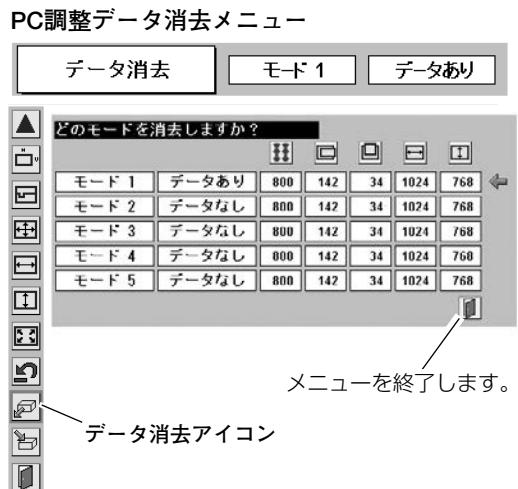 PC調整データ消去メニュー
データ消去 モード 1 データあり
どのモードを消去しますか?
モード 1 データあり 800 142 34 1024 768
モード 2 データなし 800 142 34 1024 768
モード 3 データなし 800 142 34 1024 768
モード 4 データなし 800 142 34 1024 768
モード 5 データなし 800 142 34 1024 768
メニューを終了します。
データ消去アイコン